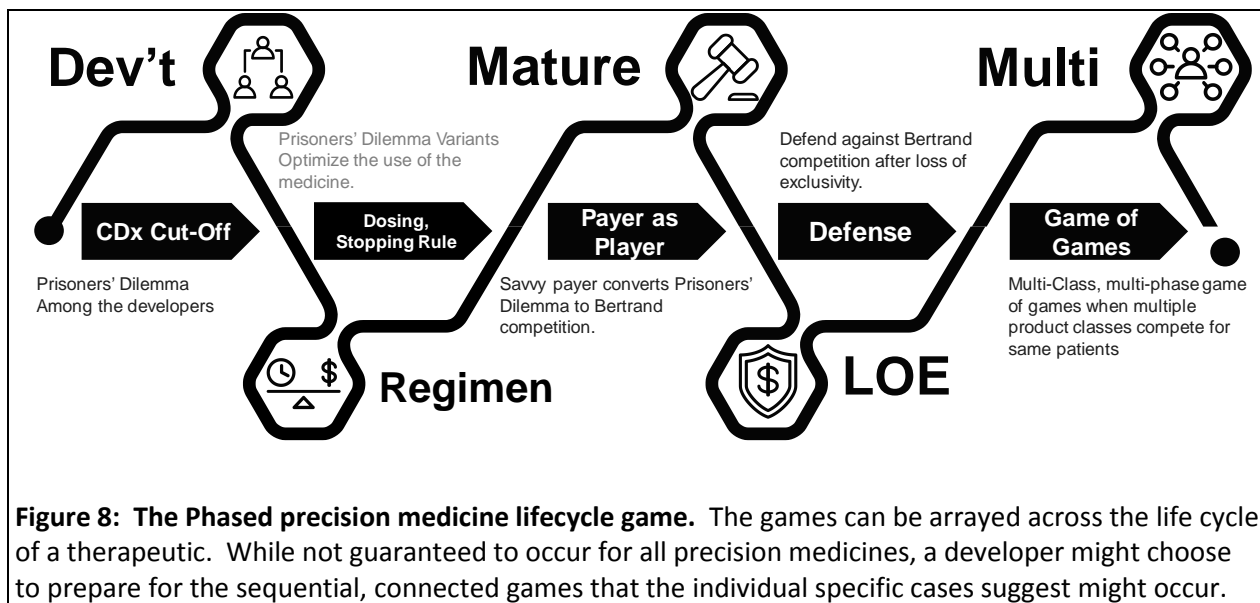 Dev't
Mature
Multi
Prisoners' Dilemma Variants
Optimize the use of the
medicine.
Defend against Bertrand
competition after loss of
exclusivity.
CDx Cut-Off
Dosing,
Stopping Rule
Payer as
Player
Defense
Game of
Games
Prisoners' Dilemma
Among the developers
Savvy payer converts Prisoners'
Dilemma to Bertrand
competition.
Multi-Class, multi-phase game
of games when multiple
product classes compete for
same patients
$
Regimen
$
LOE
Figure 8: The Phased precision medicine lifecycle game. The games can be arrayed across the life cycle
of a therapeutic. While not guaranteed to occur for all precision medicines, a developer might choose
to prepare for the sequential, connected games that the individual specific cases suggest might occur.